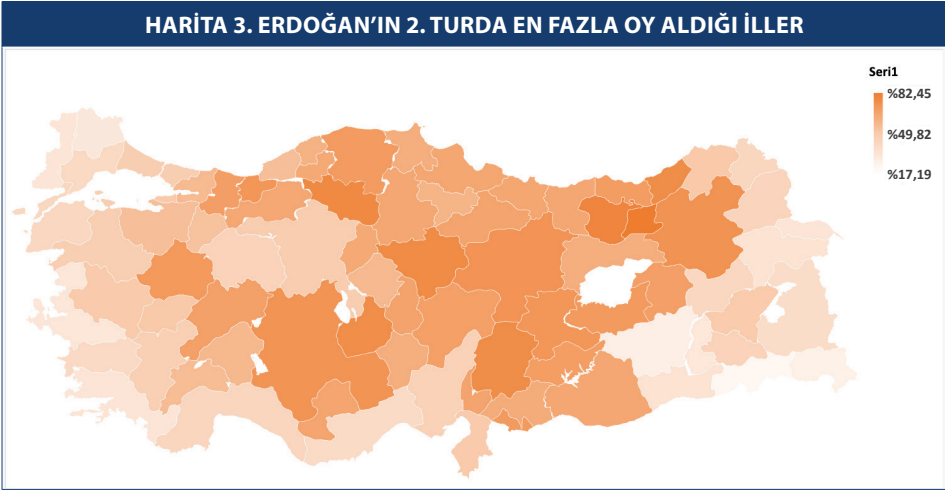 HARİTA 3. ERDOĞAN'IN 2. TURDA EN FAZLA OY ALDIĞI İLLER
Seri1
%82,45
%49,82
%17,19